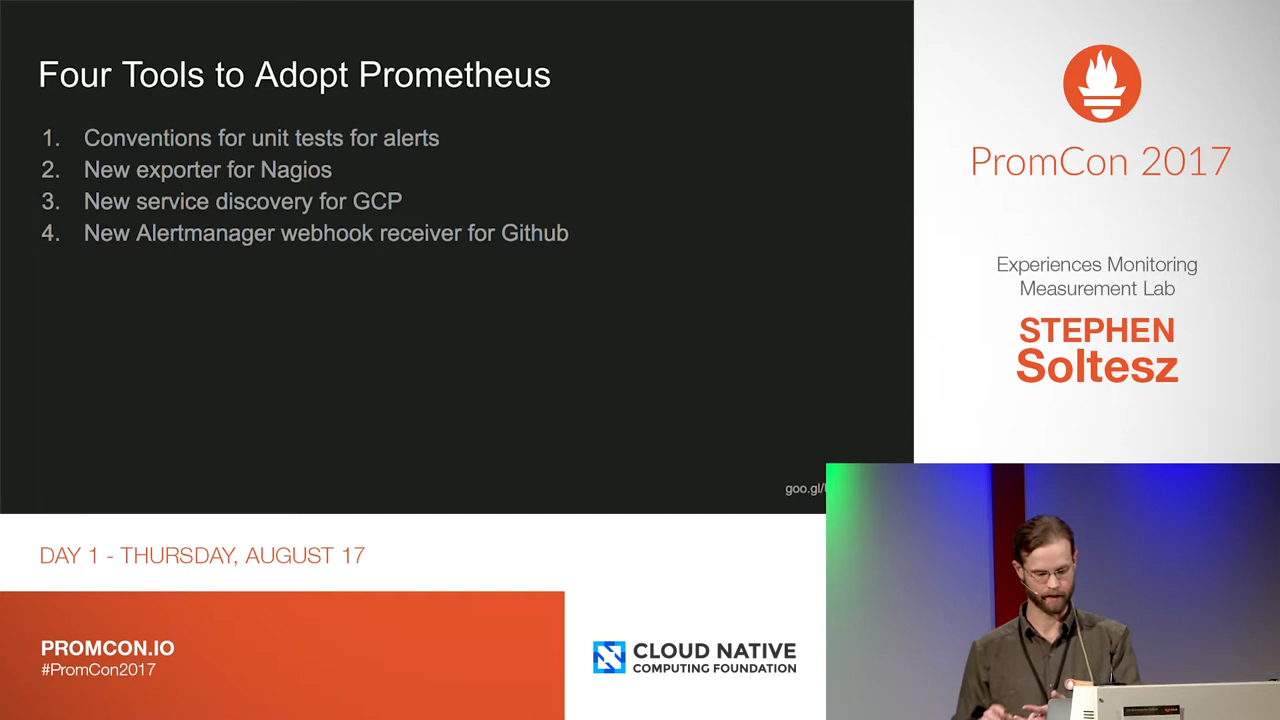 Four Tools to Adopt Prometheus
1. Conventions for unit tests for alerts
2. New exporter for Nagios
3. New service discovery for GCP
4. New Alertmanager webhook receiver for Github
goo.gl/
PromCon 2017
Experiences Monitoring
Measurement Lab
STEPHEN
Soltesz
DAY 1 - THURSDAY, AUGUST 17
PROMCON.IO
#PromCon2017
CLOUD NATIVE
COMPUTING FOUNDATION